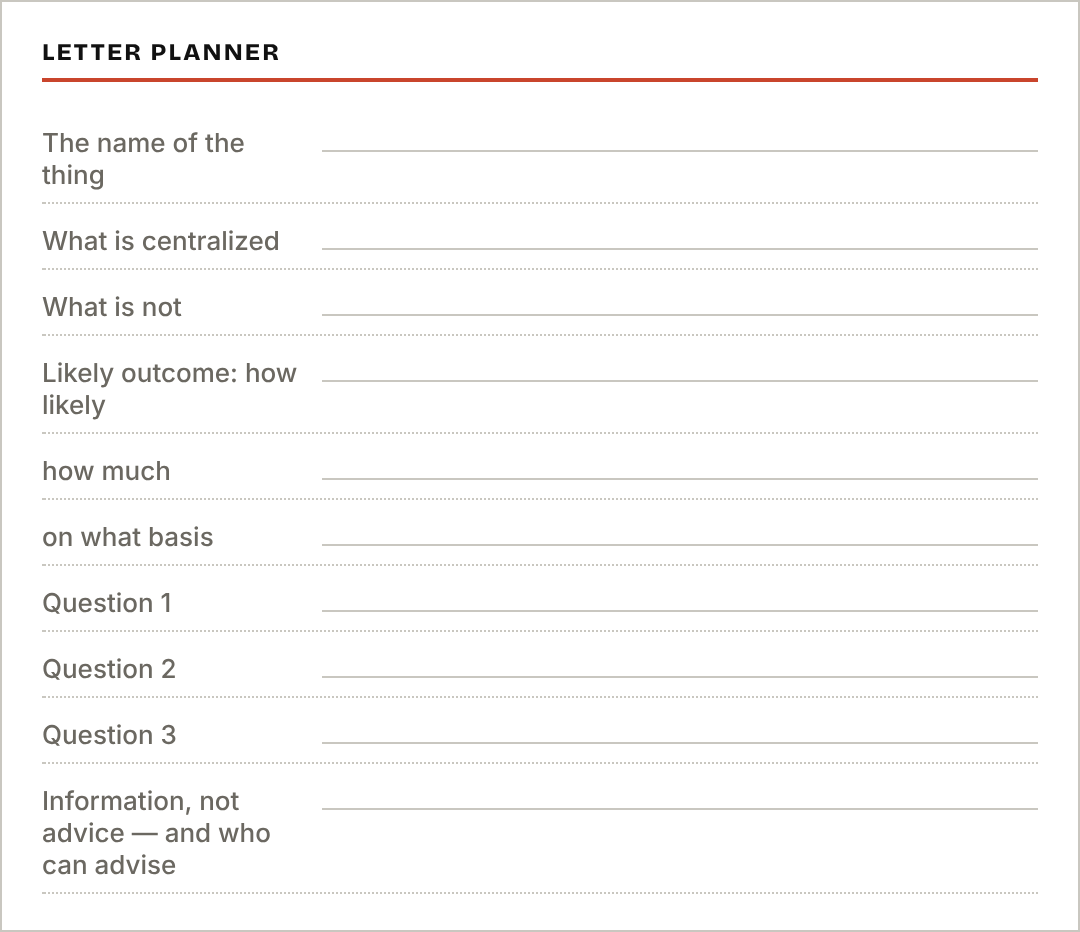 LETTER PLANNER
The name of the
thing
What is centralized
What is not
Likely outcome: how
likely
how much
on what basis
Question 1
Question 2
Question 3
Information, not
advice — and who
can advise